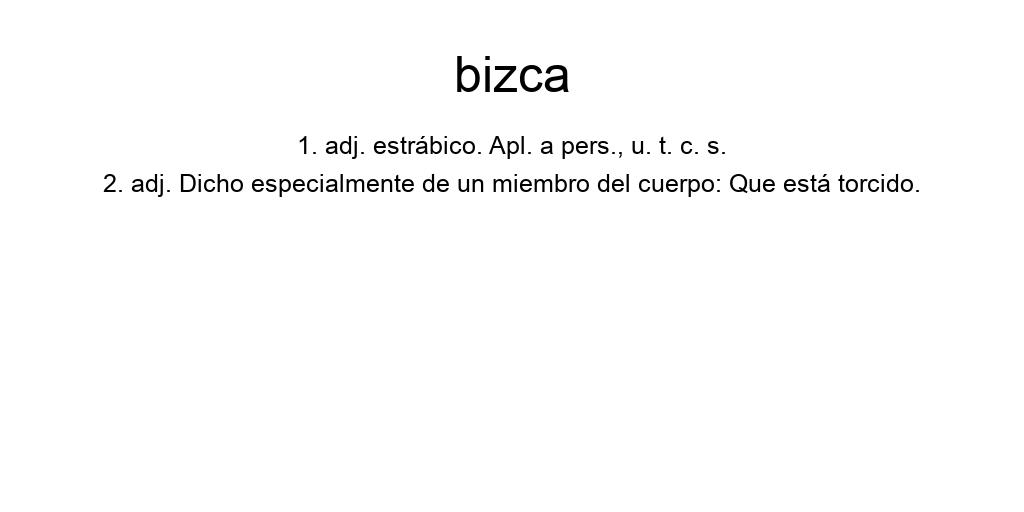 bizca
1. adj. estrábico. Apl. a pers., u. t. c. s.
2. adj. Dicho especialmente de un miembro del cuerpo: Que está torcido.